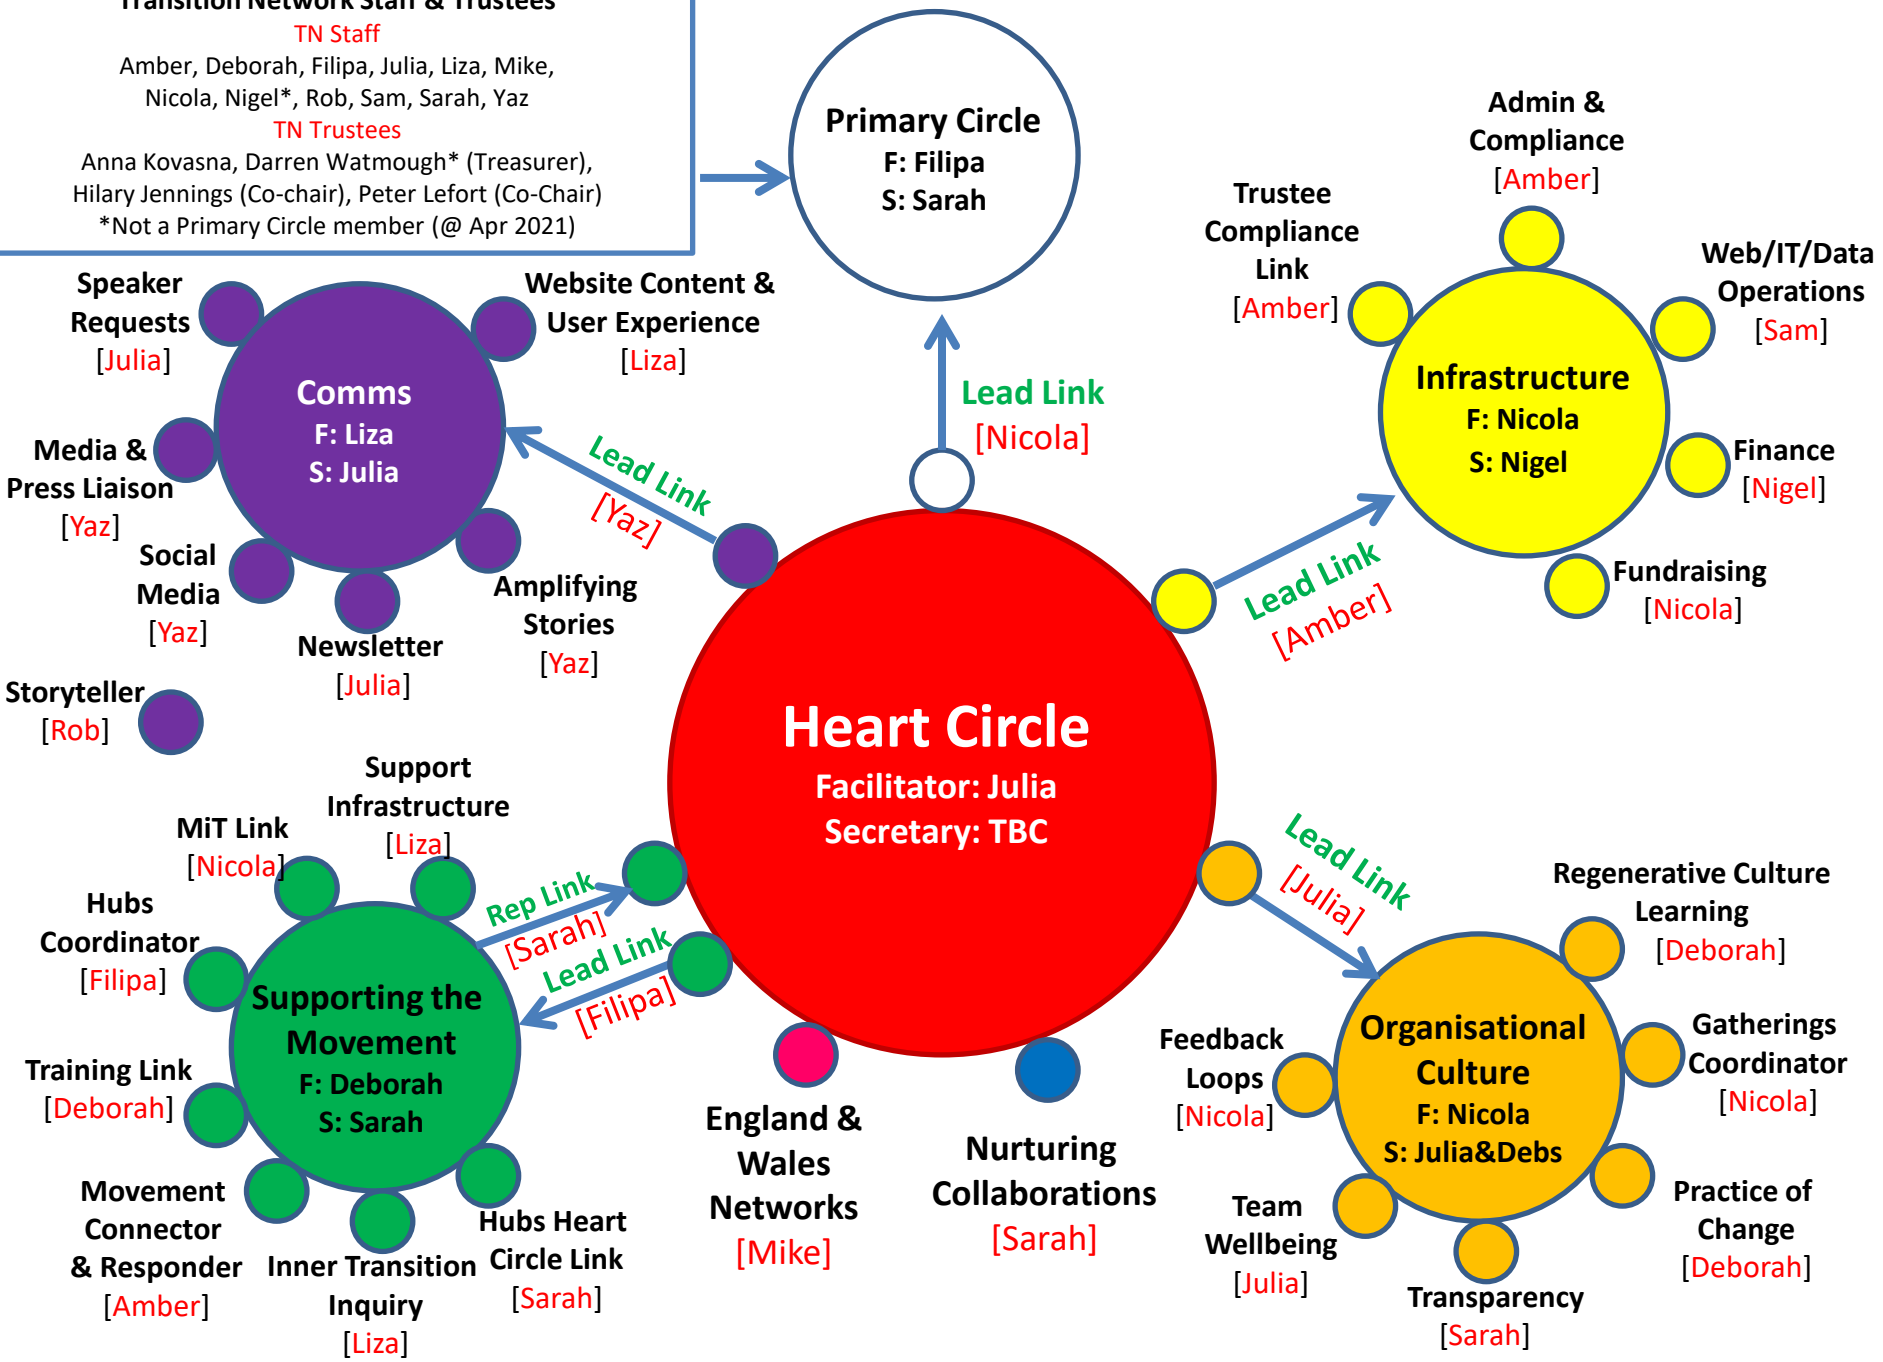 Transition Network Staff & Trustees
TN Staff
Amber, Deborah, Filipa, Julia, Liza, Mike,
Nicola, Nigel*, Rob, Sam, Sarah, Yaz
TN Trustees
Anna Kovasna, Darren Watmough* (Treasurer),
Hilary Jennings (Co-chair), Peter Lefort (Co-Chair)
*Not a Primary Circle member (@ Apr 2021)
Primary Circle
F: Filipa
S: Sarah
Lead Link
[Nicola]
Speaker
Requests
[Julia]
Website Content &
User Experience
[Liza]
Comms
F: Liza
S: Julia
Media &
Press Liaison
[Yaz]
Social
Media
[Yaz]
Newsletter
[Julia]
Amplifying
Stories
[Yaz]
Storyteller
[Rob]
Lead Link
[Yaz]
Admin &
Compliance
[Amber]
Trustee
Compliance
Link
[Amber]
Web/IT/Data
Operations
[Sam]
Infrastructure
F: Nicola
S: Nigel
Finance
[Nigel]
Fundraising
[Nicola]
Lead Link
[Amber]
Heart Circle
Facilitator: Julia
Secretary: TBC
Support
Infrastructure
[Liza]
MiT Link
[Nicola]
Hubs
Coordinator
[Filipa]
Supporting the
Movement
F: Deborah
S: Sarah
Training Link
[Deborah]
Movement
Connector
& Responder
[Amber]
Inner Transition
Inquiry
[Liza]
Hubs Heart
Circle Link
[Sarah]
Rep Link
[Sarah]
Lead Link
[Filipa]
England &
Wales
Networks
[Mike]
Nurturing
Collaborations
[Sarah]
Lead Link
[Julia]
Regenerative Culture
Learning
[Deborah]
Organisational
Culture
F: Nicola
S: Julia&Debs
Feedback
Loops
[Nicola]
Gatherings
Coordinator
[Nicola]
Team
Wellbeing
[Julia]
Practice of
Change
[Deborah]
Transparency
[Sarah]